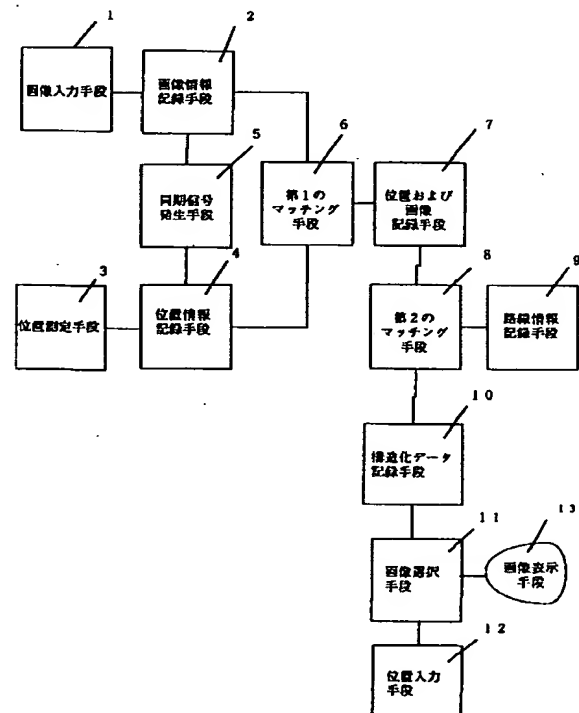 1
2
画像入力手段
画像情報
記録手段
5
6
7
同期信号
発生手段
第1の
マッチング
手段
位置および
画像
記録手段
3
4
8
9
位置測定手段
位置情報
記録手段
第2の
マッチング
手段
路線情報
記録手段
10
構造化データ
記録手段
11
13
画像選択
手段
画像表示
手段
12
位置入力
手段